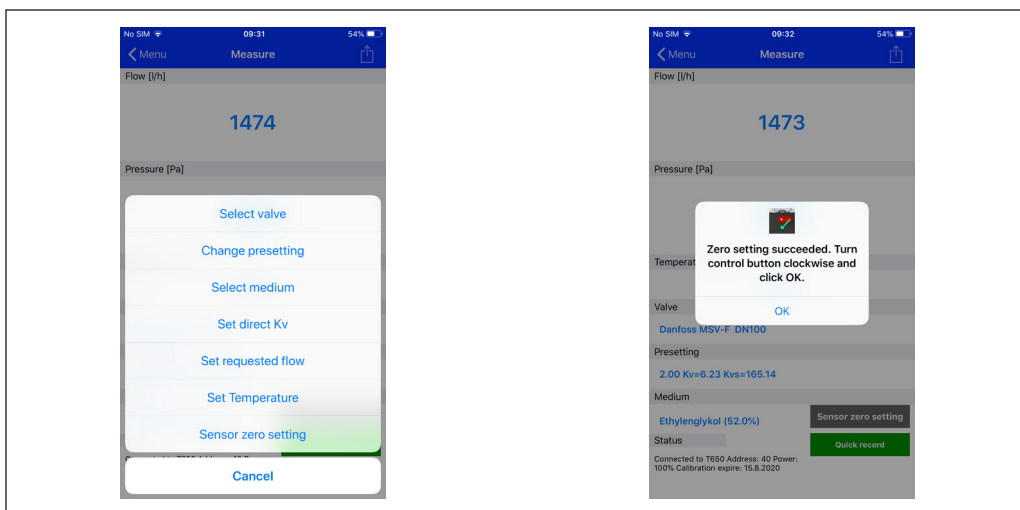 No SIM 09:31 54%
Menu Measure
Flow [l/h]
1474
Pressure [Pa]
Select valve
Change presetting
Select medium
Set direct Kv
Set requested flow
Set Temperature
Sensor zero setting
Cancel
No SIM 09:32 54%
Menu Measure
Flow [l/h]
1473
Pressure [Pa]
Zero setting succeeded. Turn
control button clockwise and
click OK.
OK
Temperat
Valve
Danfoss MSV-F DN100
Presetting
2.00 Kv=6.23 Kvs=165.14
Medium
Ethylenglykol (52.0%)
Sensor zero setting
Status
Quick record
Connected to T650 Address: 40 Power:
100% Calibration expire: 15.8.2020